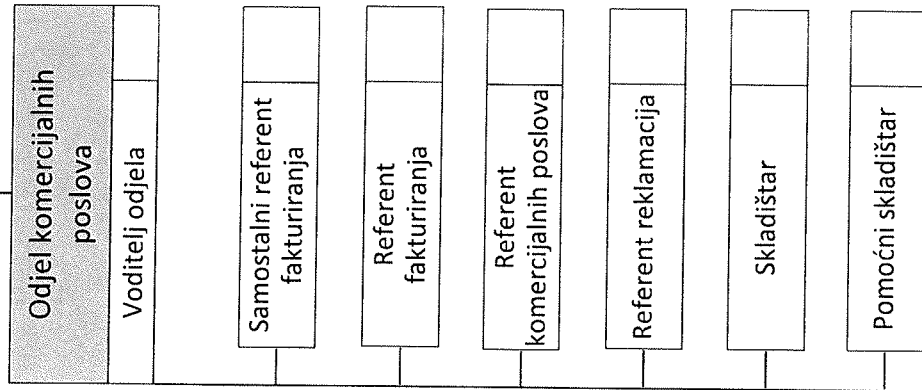 Odjel komercijalnih
poslova
Voditelj odjela
Samostalni referent
fakturiranja
Referent
fakturiranja
Referent
komercijalnih poslova
Referent reklamacija
Skladištar
Pomoćni skladištar